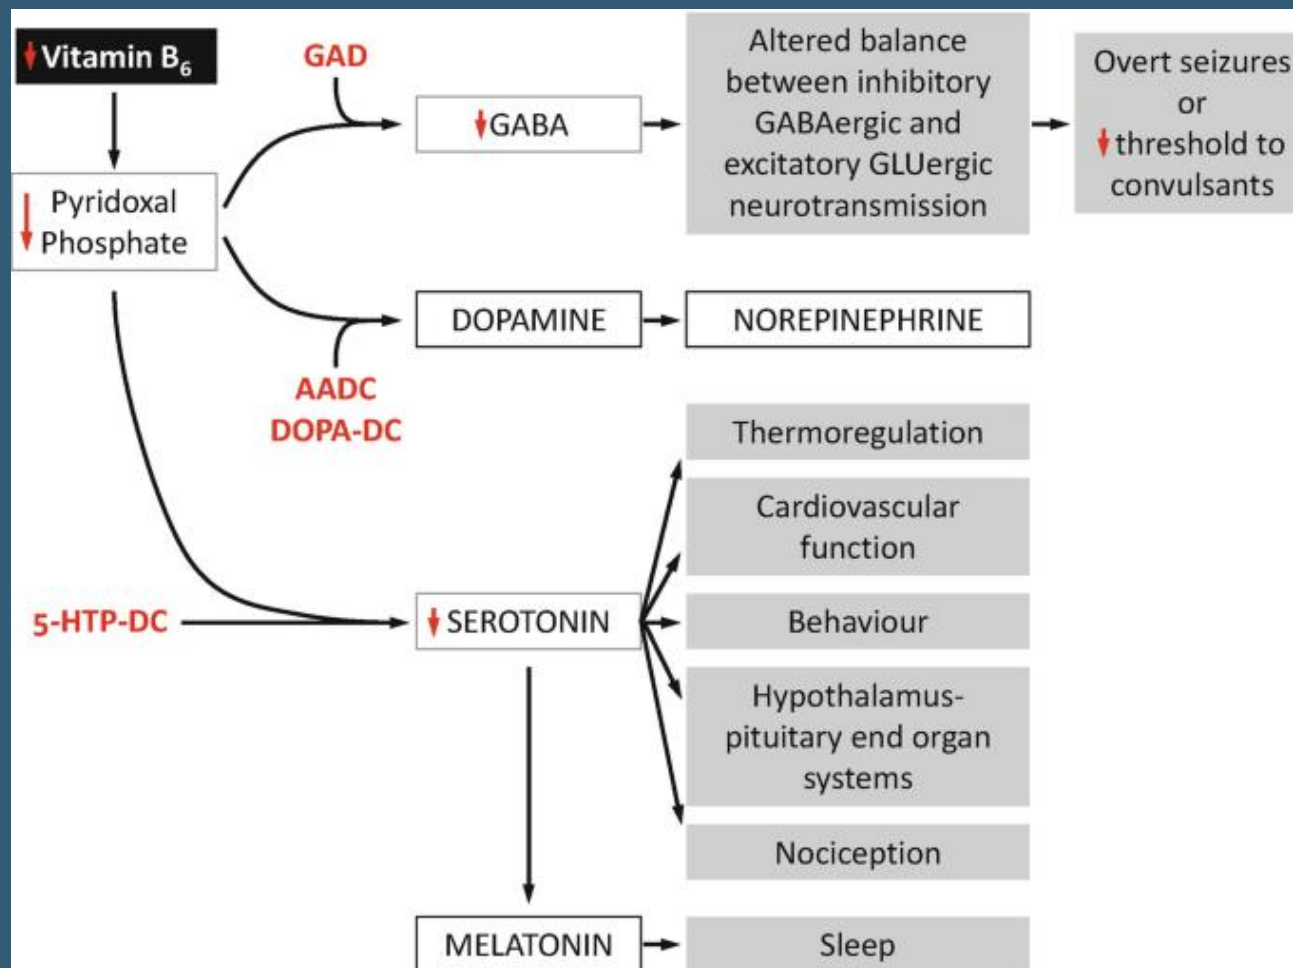 Vitamin B₆
GAD
GABA
Altered balance
between inhibitory
GABAergic and
excitatory GLUergic
neurotransmission
Overt seizures
or
threshold to
convulsants
Pyridoxal
Phosphate
DOPAMINE
NOREPINEPHRINE
AADC
DOPA-DC
Thermoregulation
Cardiovascular
function
5-HTP-DC
SEROTONIN
Behaviour
Hypothalamus-
pituitary end organ
systems
Nociception
MELATONIN
Sleep